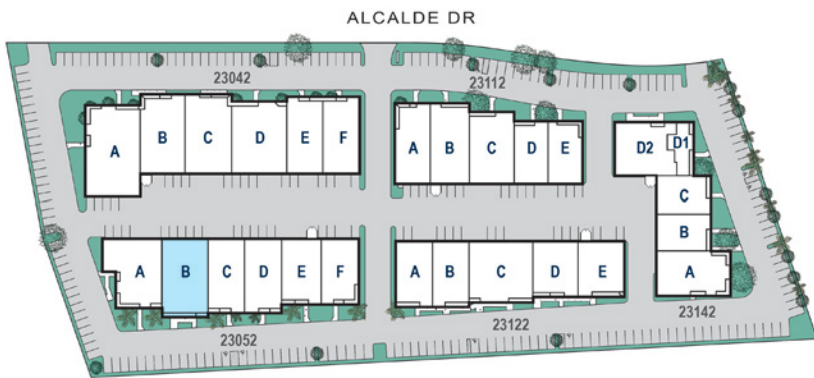 ALCALDE DR
23042
23112
A B C D E F
A B C D E
D2 D1
C
B
A
A B C D E F
A B C D E
23052
23122
23142